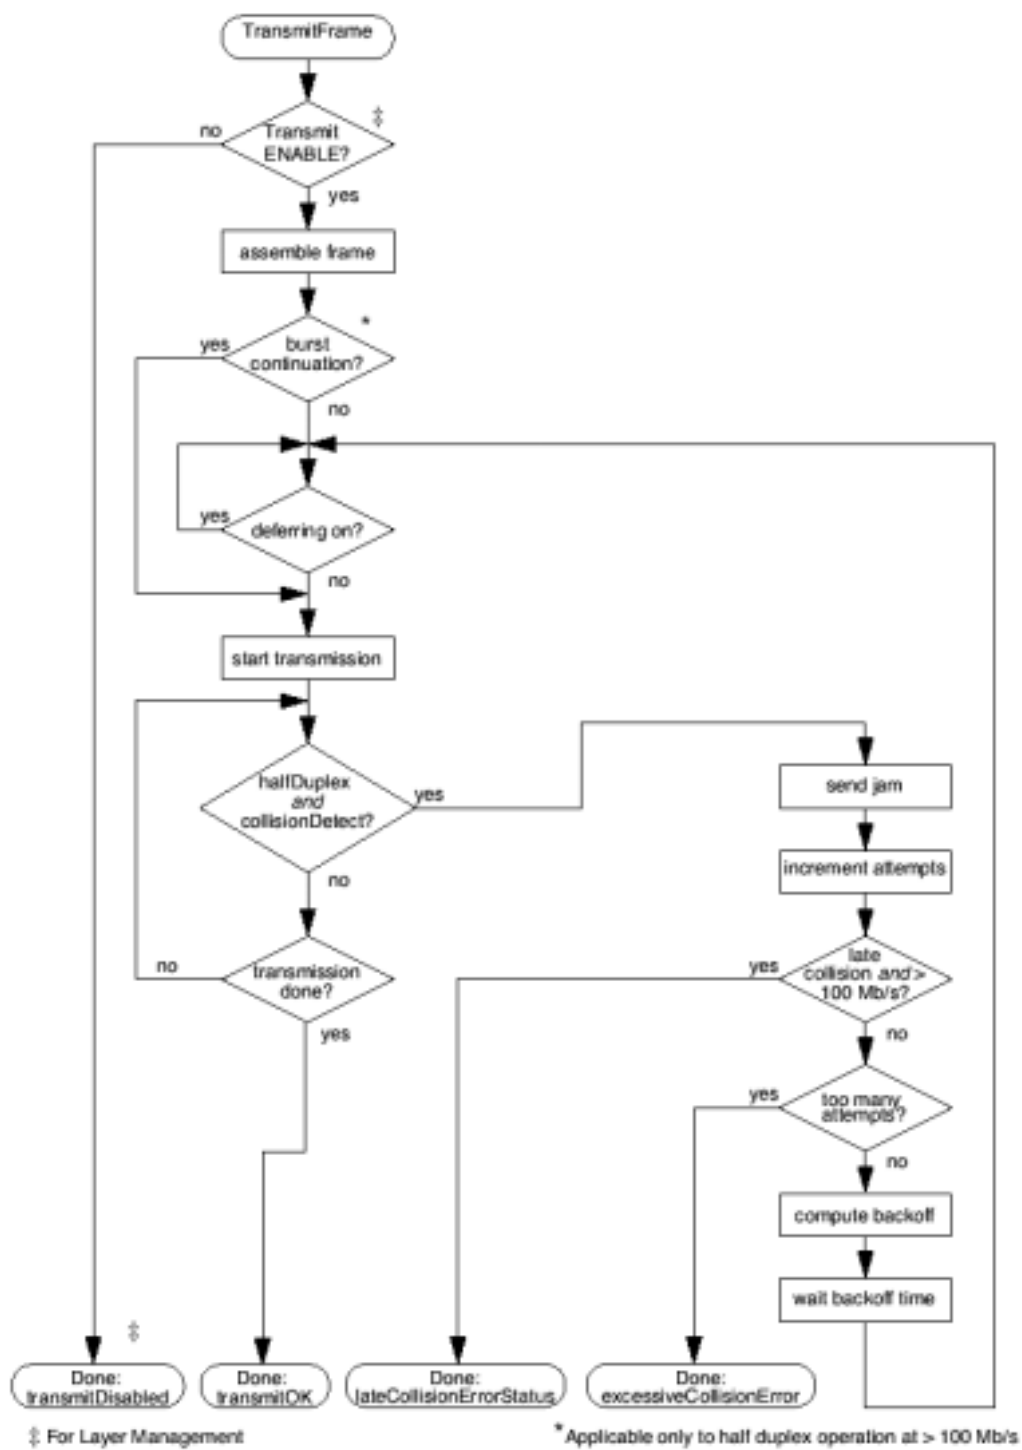 TransmitFrame
‡
no
Transmit
ENABLE?
yes
assemble frame
*
yes
burst
continuation?
no
yes
deferring on?
no
start transmission
halfDuplex
and
collisionDetect?
yes
send jam
increment attempts
no
no
transmission
done?
yes
yes
late
collision and >
100 Mb/s?
no
yes
too many
attempts?
no
compute backoff
wait backoff time
‡
Done:
transmitDisabled
Done:
transmitOK
Done:
lateCollisionErrorStatus
Done:
excessiveCollisionError
‡ For Layer Management
* Applicable only to half duplex operation at > 100 Mb/s